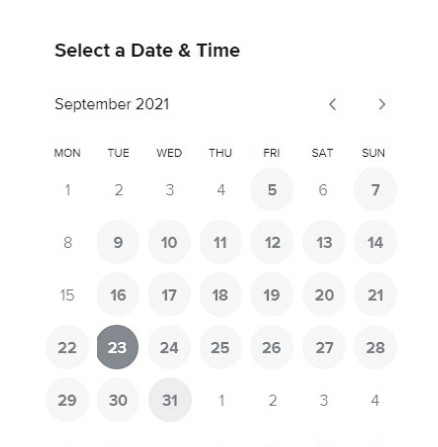 Select a Date & Time
September 2021
MON TUE WED THU FRI SAT SUN
1 2 3 4 5 6 7
8 9 10 11 12 13 14
15 16 17 18 19 20 21
22 23 24 25 26 27 28
29 30 31 1 2 3 4